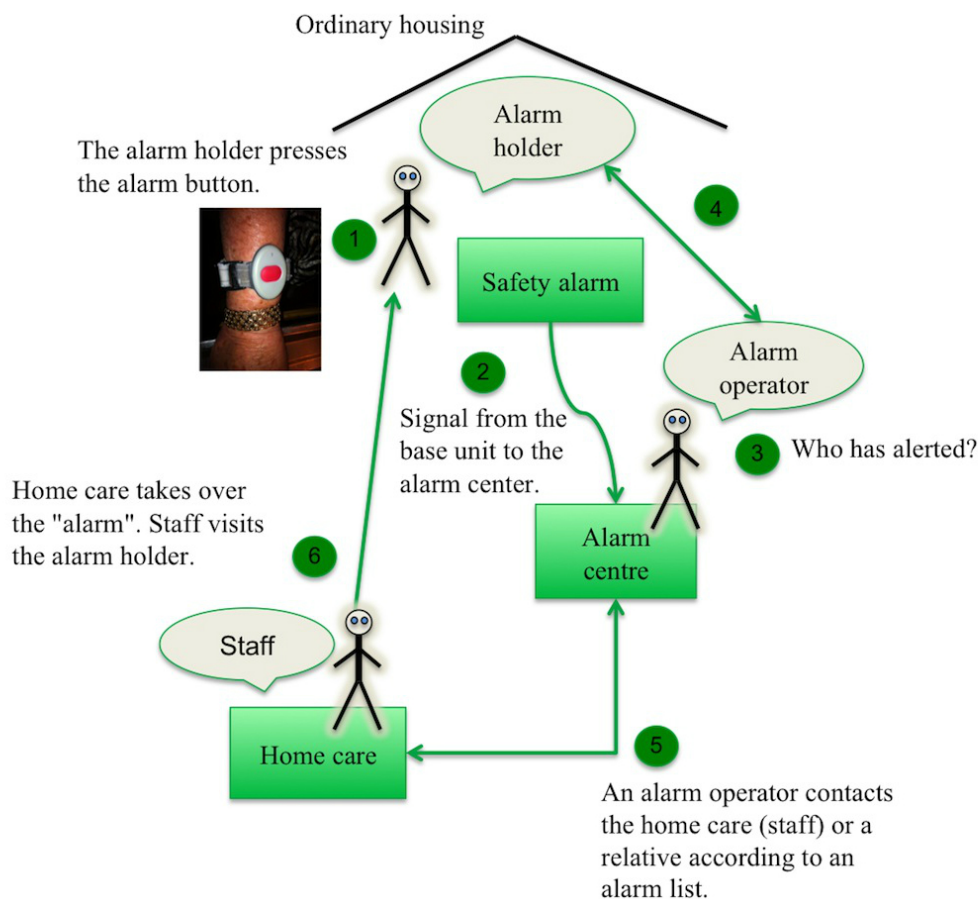 Ordinary housing
Alarm
holder
The alarm holder presses
the alarm button.
1
4
Safety alarm
Alarm
operator
2
Signal from the
base unit to the
alarm center.
3
Who has alerted?
Home care takes over
the "alarm". Staff visits
the alarm holder.
6
Alarm
centre
Staff
Home care
5
An alarm operator contacts
the home care (staff) or a
relative according to an
alarm list.